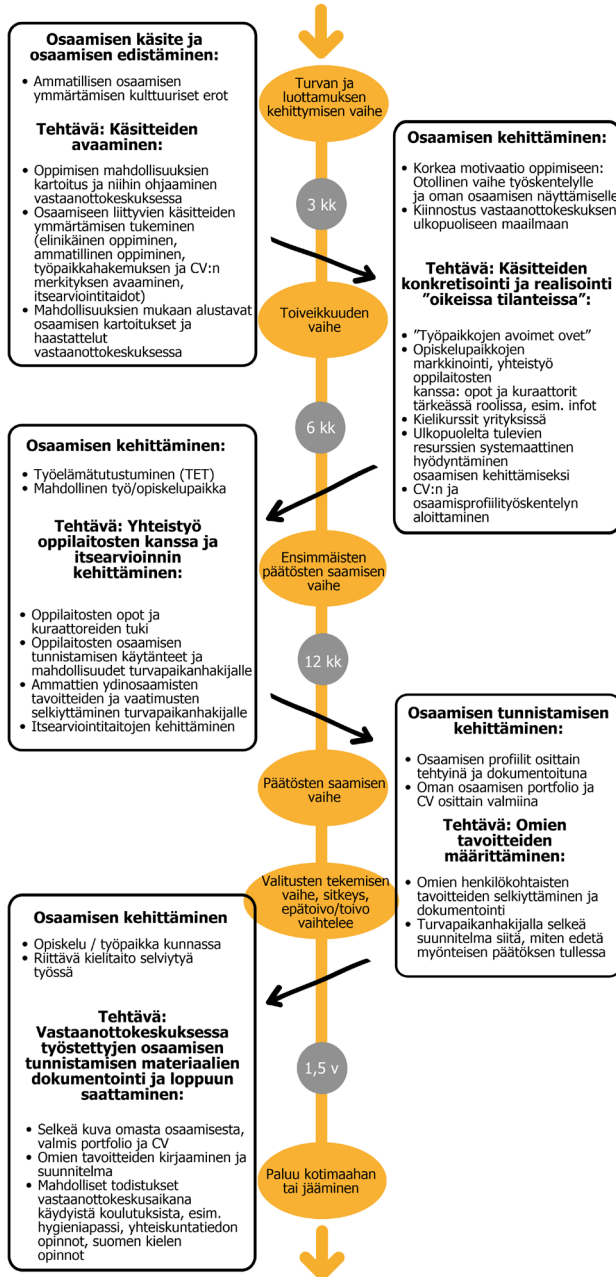 Osaamisen käsite ja
osaamisen edistäminen:
• Ammatillisen osaamisen
ymmärtämisen kulttuuriset erot
Tehtävä: Käsitteiden
avaaminen:
• Oppimisen mahdollisuuksien
kartoitus ja niihin ohjaaminen
vastaanottokeskuksessa
• Osaamiseen liittyvien käsitteiden
ymmärtämisen tukeminen
(elinikäinen oppiminen,
ammatillinen oppiminen,
työpaikkahakemuksen ja CV:n
merkityksen avaaminen,
itsearviointitaidot)
• Mahdollisuuksien mukaan alustavat
osaamisen kartoitukset ja
haastattelut
vastaanottokeskuksessa
Turvan ja
luottamuksen
kehittymisen vaihe
3 kk
Osaamisen kehittäminen:
• Korkea motivaatio oppimiseen:
Otollinen vaihe työskentelylle
ja oman osaamisen näyttämiselle
• Kiinnostus vastaanottokeskuksen
ulkopuoliseen maailmaan
Tehtävä: Käsitteiden
konkretisointi ja realisointi
”oikeissa tilanteissa”:
• ”Työpaikkojen avoimet ovet”
• Opiskelupaikkojen
markkinointi, yhteistyö
oppilaitosten
kanssa: opot ja kuraattorit
tärkeässä roolissa, esim. infot
• Kielikurssit yrityksissä
• Ulkopuolelta tulevien
resurssien systemaattinen
hyödyntäminen
osaamisen kehittämiseksi
• CV:n ja
osaamisprofiilityöskentelyn
aloittaminen
Toiveikkuuden
vaihe
6 kk
Osaamisen kehittäminen:
• Työelämätutustuminen (TET)
• Mahdollinen työ/opiskelupaikka
Tehtävä: Yhteistyö
oppilaitosten kanssa ja
itsearvioinnin
kehittäminen:
• Oppilaitosten opot ja
kuraattoreiden tuki
• Oppilaitosten osaamisen
tunnistamisen käytänteet ja
mahdollisuudet turvapaikanhakijalle
• Ammattien ydinosaamisten
tavoitteiden ja vaatimusten
selkiyttäminen turvapaikanhakijalle
• Itsearviointitaitojen kehittäminen
Ensimmäisten
päätösten saamisen
vaihe
12 kk
Osaamisen tunnistamisen
kehittäminen:
• Osaamisen profiilit osittain
tehtyinä ja dokumentoituna
• Oman osaamisen portfolio ja
CV osittain valmiina
Tehtävä: Omien
tavoitteiden
määrittäminen:
• Omien henkilökohtaisten
tavoitteiden selkiyttäminen ja
dokumentointi
• Turvapaikanhakijalla selkeä
suunnitelma siitä, miten edetä
myönteisen päätöksen tullessa
Päätösten saamisen
vaihe
Valitusten tekemisen
vaihe, sitkeys,
epätoivo/toivo
vaihtelee
Osaamisen kehittäminen
• Opiskelu / työpaikka kunnassa
• Riittävä kielitaito selviytyä
työssä
Tehtävä:
Vastaanottokeskuksessa
työstettyjen osaamisen
tunnistamisen materiaalien
dokumentointi ja loppuun
saattaminen:
• Selkeä kuva omasta osaamisesta,
valmis portfolio ja CV
• Omien tavoitteiden kirjaaminen ja
suunnitelma
• Mahdolliset todistukset
vastaanottokeskusaikana
käydyistä koulutuksista, esim.
hygieniapassi, yhteiskuntatiedon
opinnot, suomen kielen
opinnot
1,5 v
Paluu kotimaahan
tai jääminen